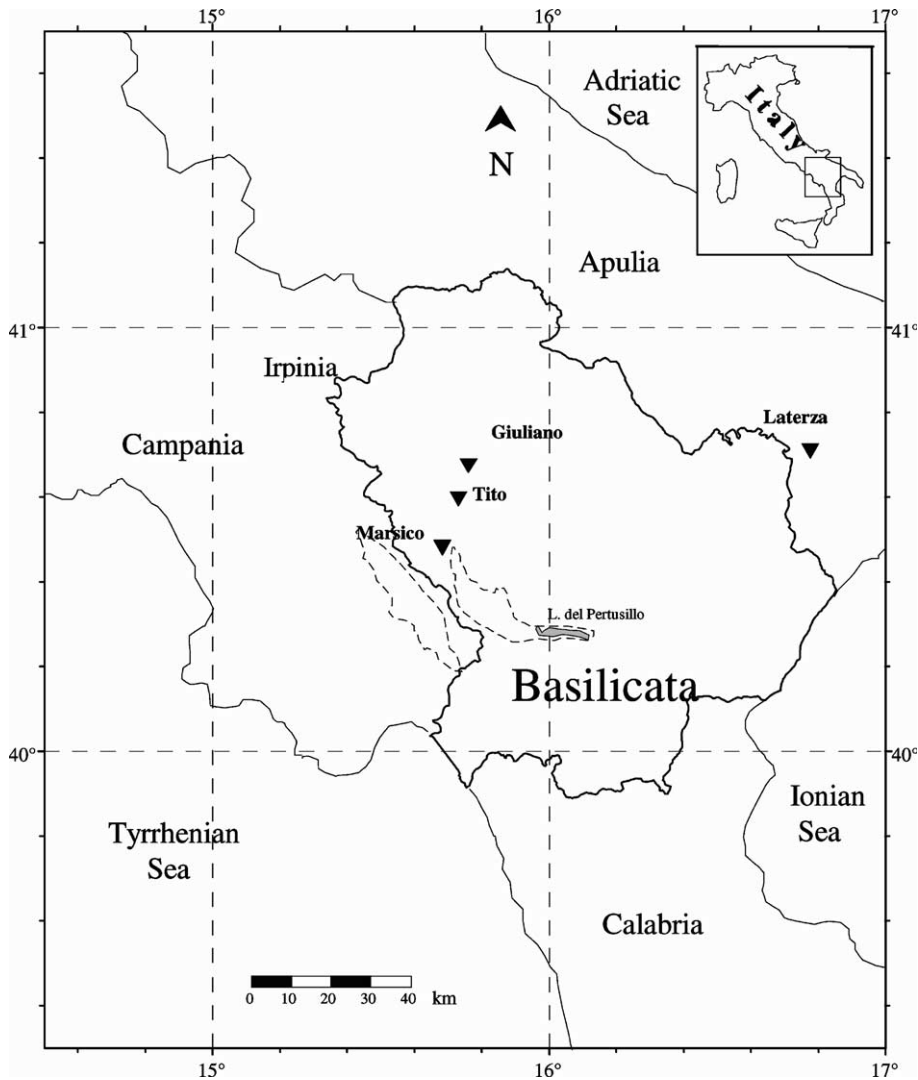 15°
16°
17°
Adriatic
Sea
Italy
N
Apulia
41°
41°
Irpinia
Campania
Giuliano
Laterza
Tito
Marsico
L. del Pertusillo
Basilicata
40°
40°
Ionian
Sea
Tyrrhenian
Sea
Calabria
0 10 20 30 40 km
15°
16°
17°